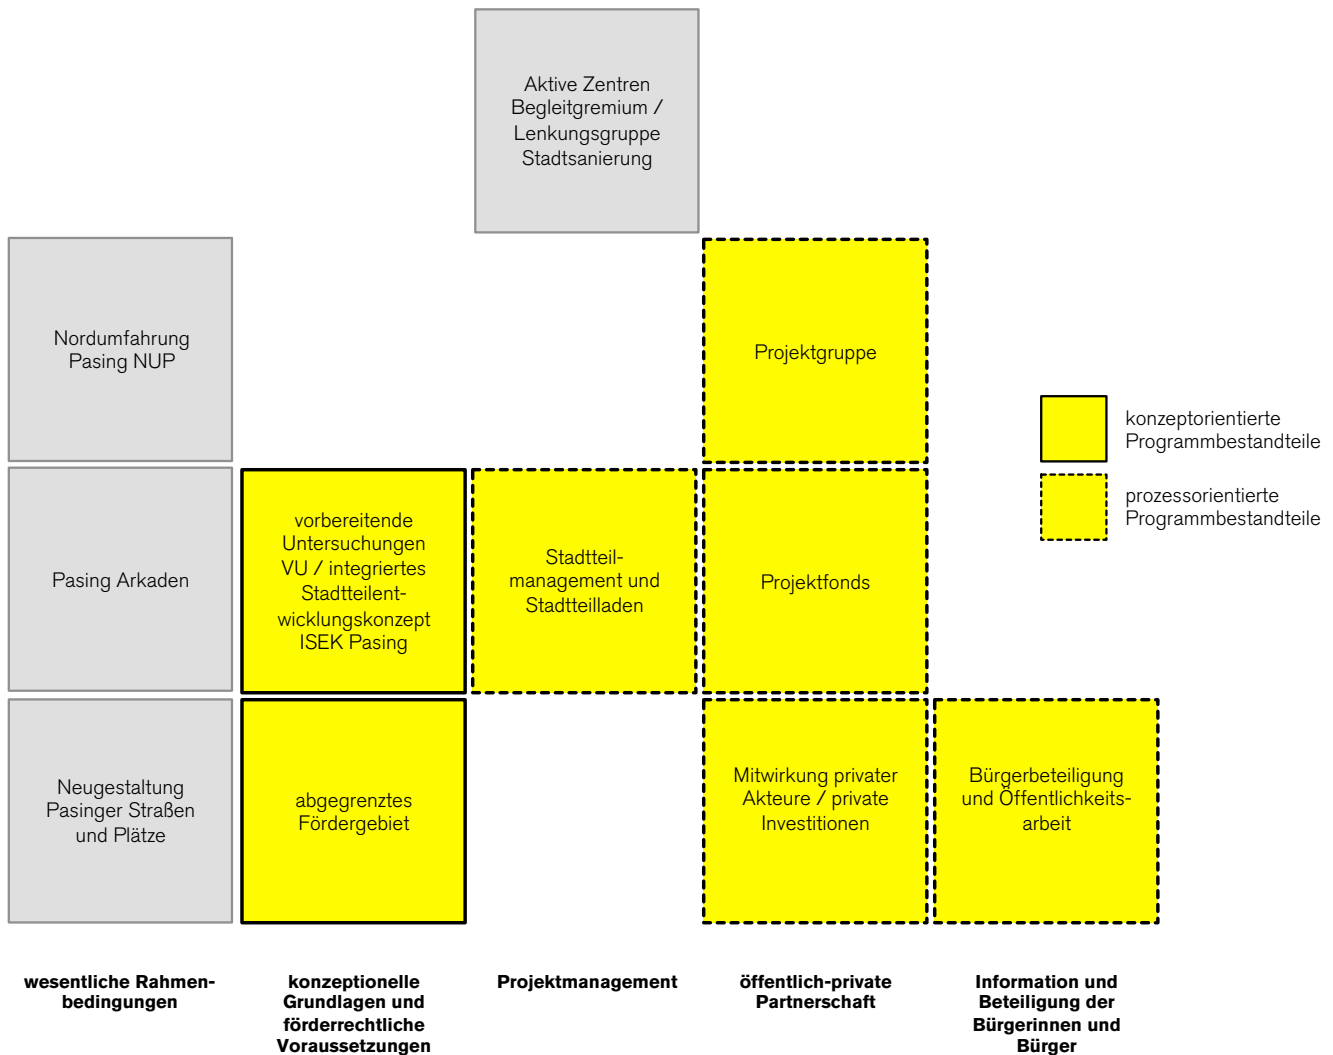 Aktive Zentren
Begleitgremium /
Lenkungsgruppe
Stadtsanierung
Nordumfahrung
Pasing NUP
Projektgruppe
konzeptorientierte
Programmbestandteile
prozessorientierte
Programmbestandteile
Pasing Arkaden
vorbereitende
Untersuchungen
VU / integriertes
Stadtteilent-
wicklungskonzept
ISEK Pasing
Stadtteil-
management und
Stadtteilladen
Projektfonds
Neugestaltung
Pasinger Straßen
und Plätze
abgegrenztes
Fördergebiet
Mitwirkung privater
Akteure / private
Investitionen
Bürgerbeteiligung
und Öffentlichkeits-
arbeit
wesentliche Rahmen-
bedingungen
konzeptionelle
Grundlagen und
förderrechtliche
Voraussetzungen
Projektmanagement
öffentlich-private
Partnerschaft
Information und
Beteiligung der
Bürgerinnen und
Bürger